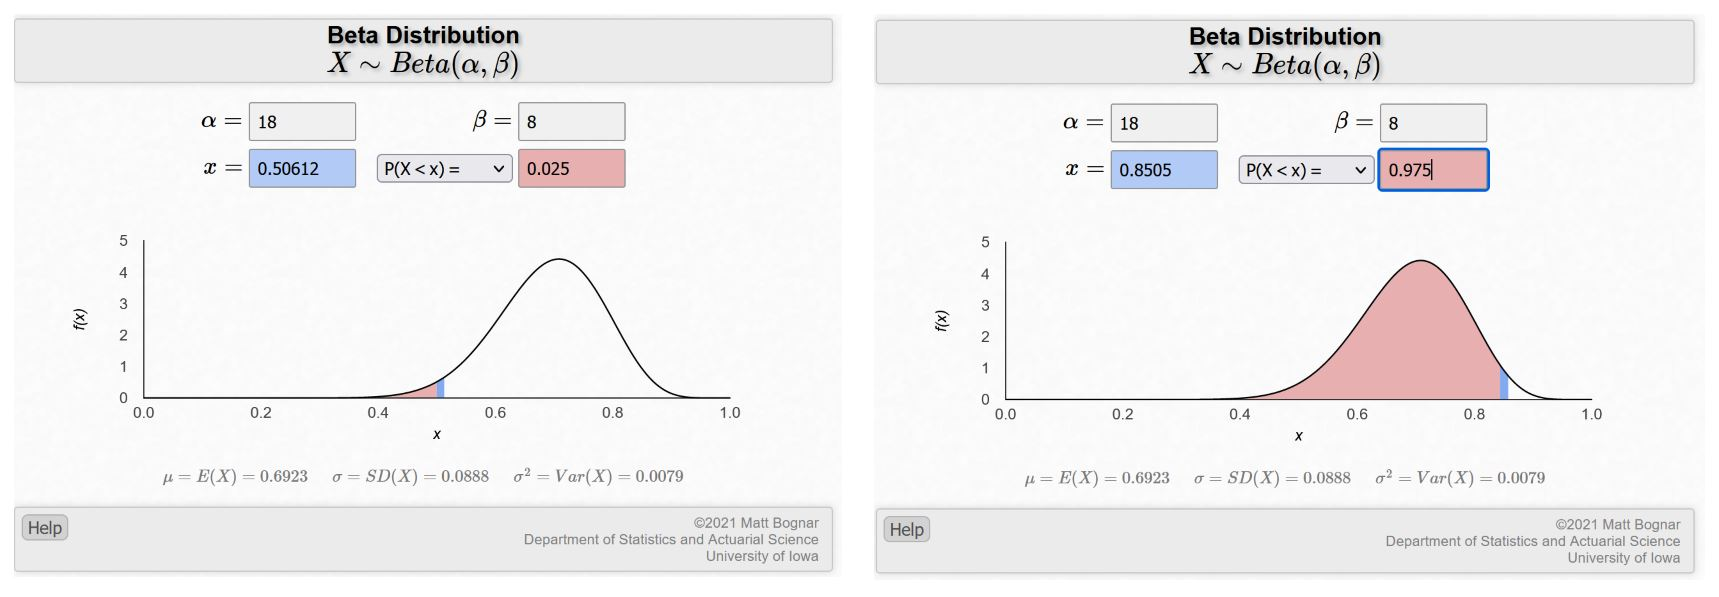 Beta Distribution
X ∼ Beta(α, β)
α = 18
β = 8
x = 0.50612
P(X < x) = 0.025
5
4
3
2
1
0
f(x)
0.0 0.2 0.4 0.6 0.8 1.0
x
μ = E(X) = 0.6923 σ = SD(X) = 0.0888 σ² = Var(X) = 0.0079
Help
©2021 Matt Bognar
Department of Statistics and Actuarial Science
University of Iowa
Beta Distribution
X ∼ Beta(α, β)
α = 18
β = 8
x = 0.8505
P(X < x) = 0.975
5
4
3
2
1
0
f(x)
0.0 0.2 0.4 0.6 0.8 1.0
x
μ = E(X) = 0.6923 σ = SD(X) = 0.0888 σ² = Var(X) = 0.0079
Help
©2021 Matt Bognar
Department of Statistics and Actuarial Science
University of Iowa